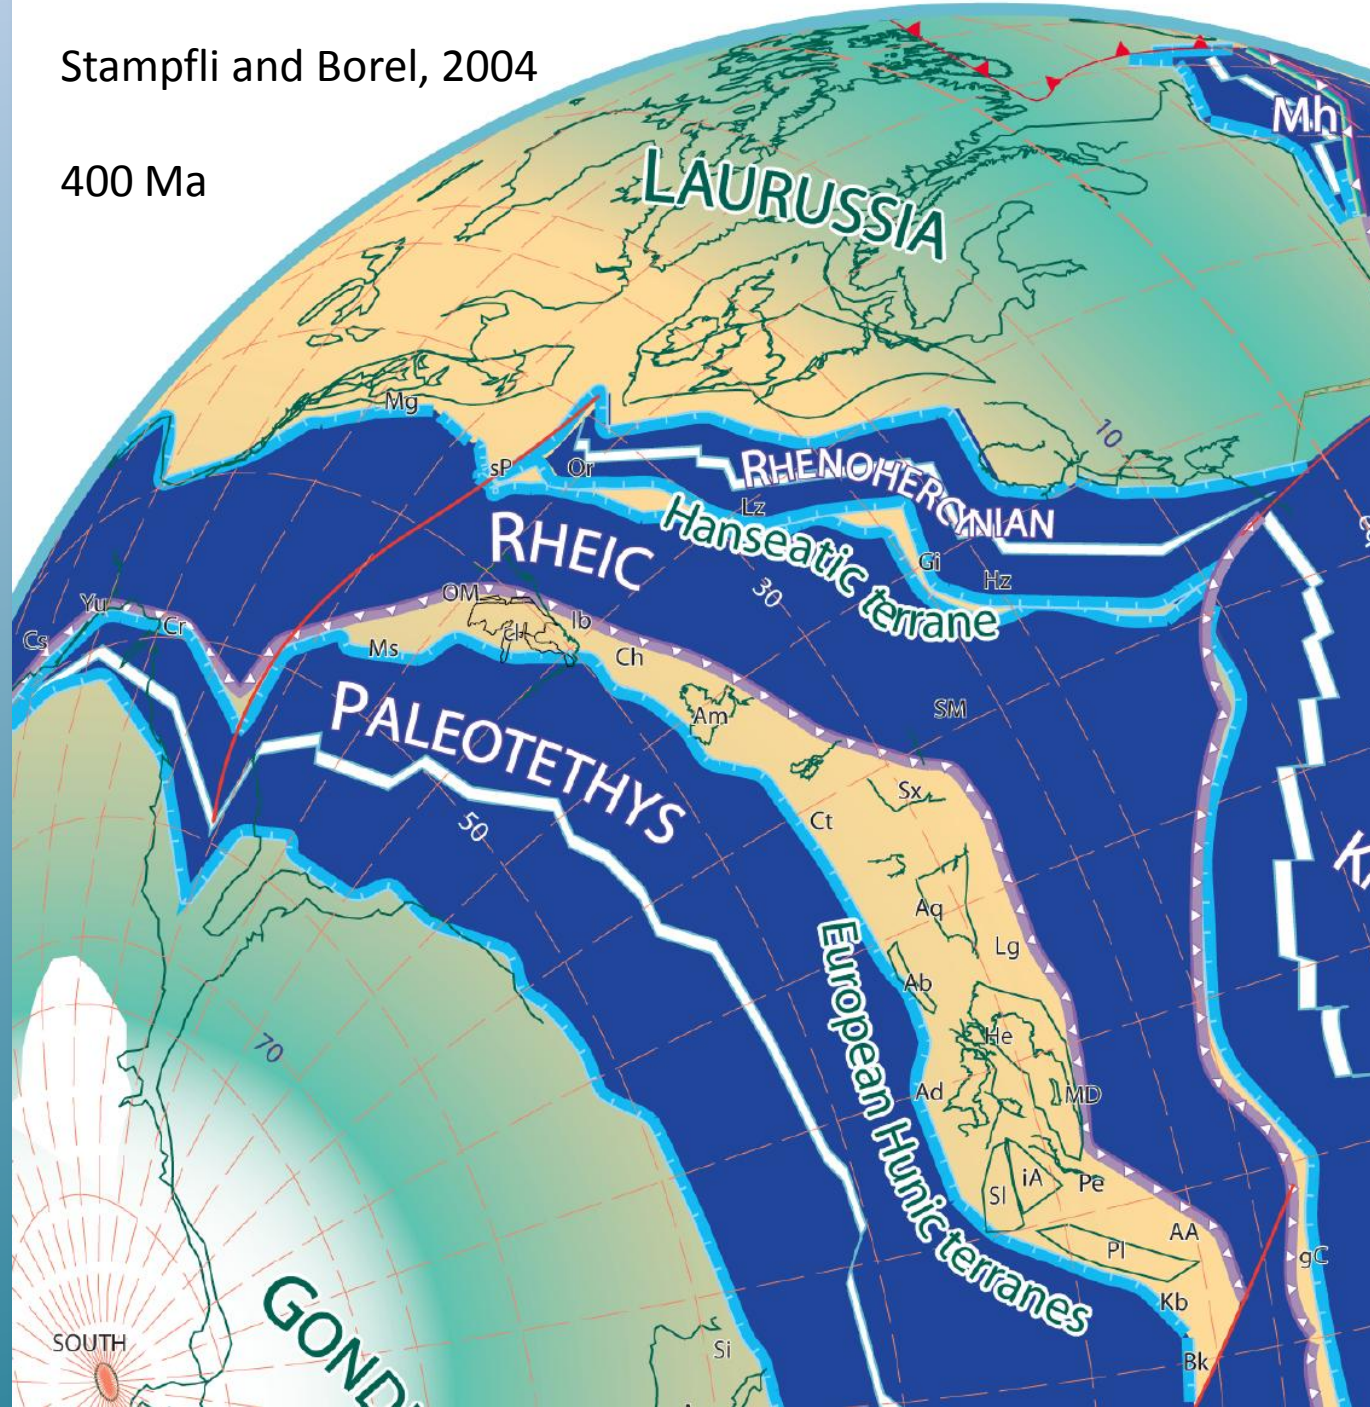 Stampfli and Borel, 2004
400 Ma
Mh
LAURUSSIA
Mg
10
sP
Or
RHENOHERCYNIAN
Lz
Hanseatic terrane
RHEIC
Gi
Hz
30
OM
Yu
Cr
Cs
Ib
cI
Ms
Ch
PALEOTETHYS
Am
SM
Sx
Ct
50
Aq
Lg
European Hunic terranes
Ab
He
70
Ad
MD
iA
SI
Pe
AA
Pl
gC
Kb
GOND
SOUTH
Si
Bk